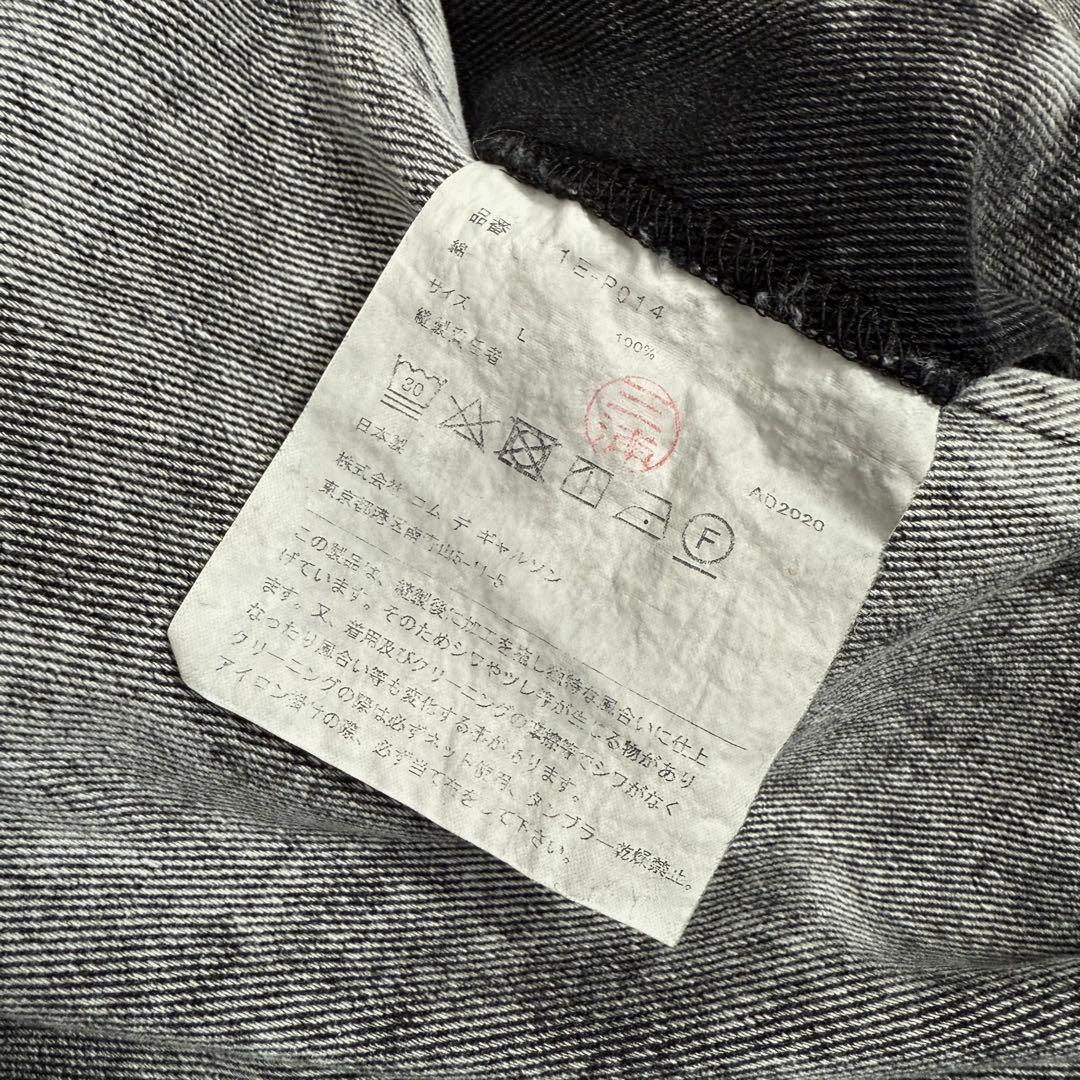 品番 1E-P014
綿 100%
サイズ L
縫製責任者
三浦
30
F
日本製
AD2020
株式会社 コム デ ギャルソン
東京都港区南青山5-11-5
この製品は、縫製後に加工を施し独特な風合いに仕上
げています。そのためシワやツレ等が生じる物があり
ます。又、着用及びクリーニングの摩擦等でシワがなく
なったり風合い等も変化する事があります。
クリーニングの際は必ずネット使用、タンブラー乾燥禁止。
アイロン掛けの際、必ず当て布をして下さい。